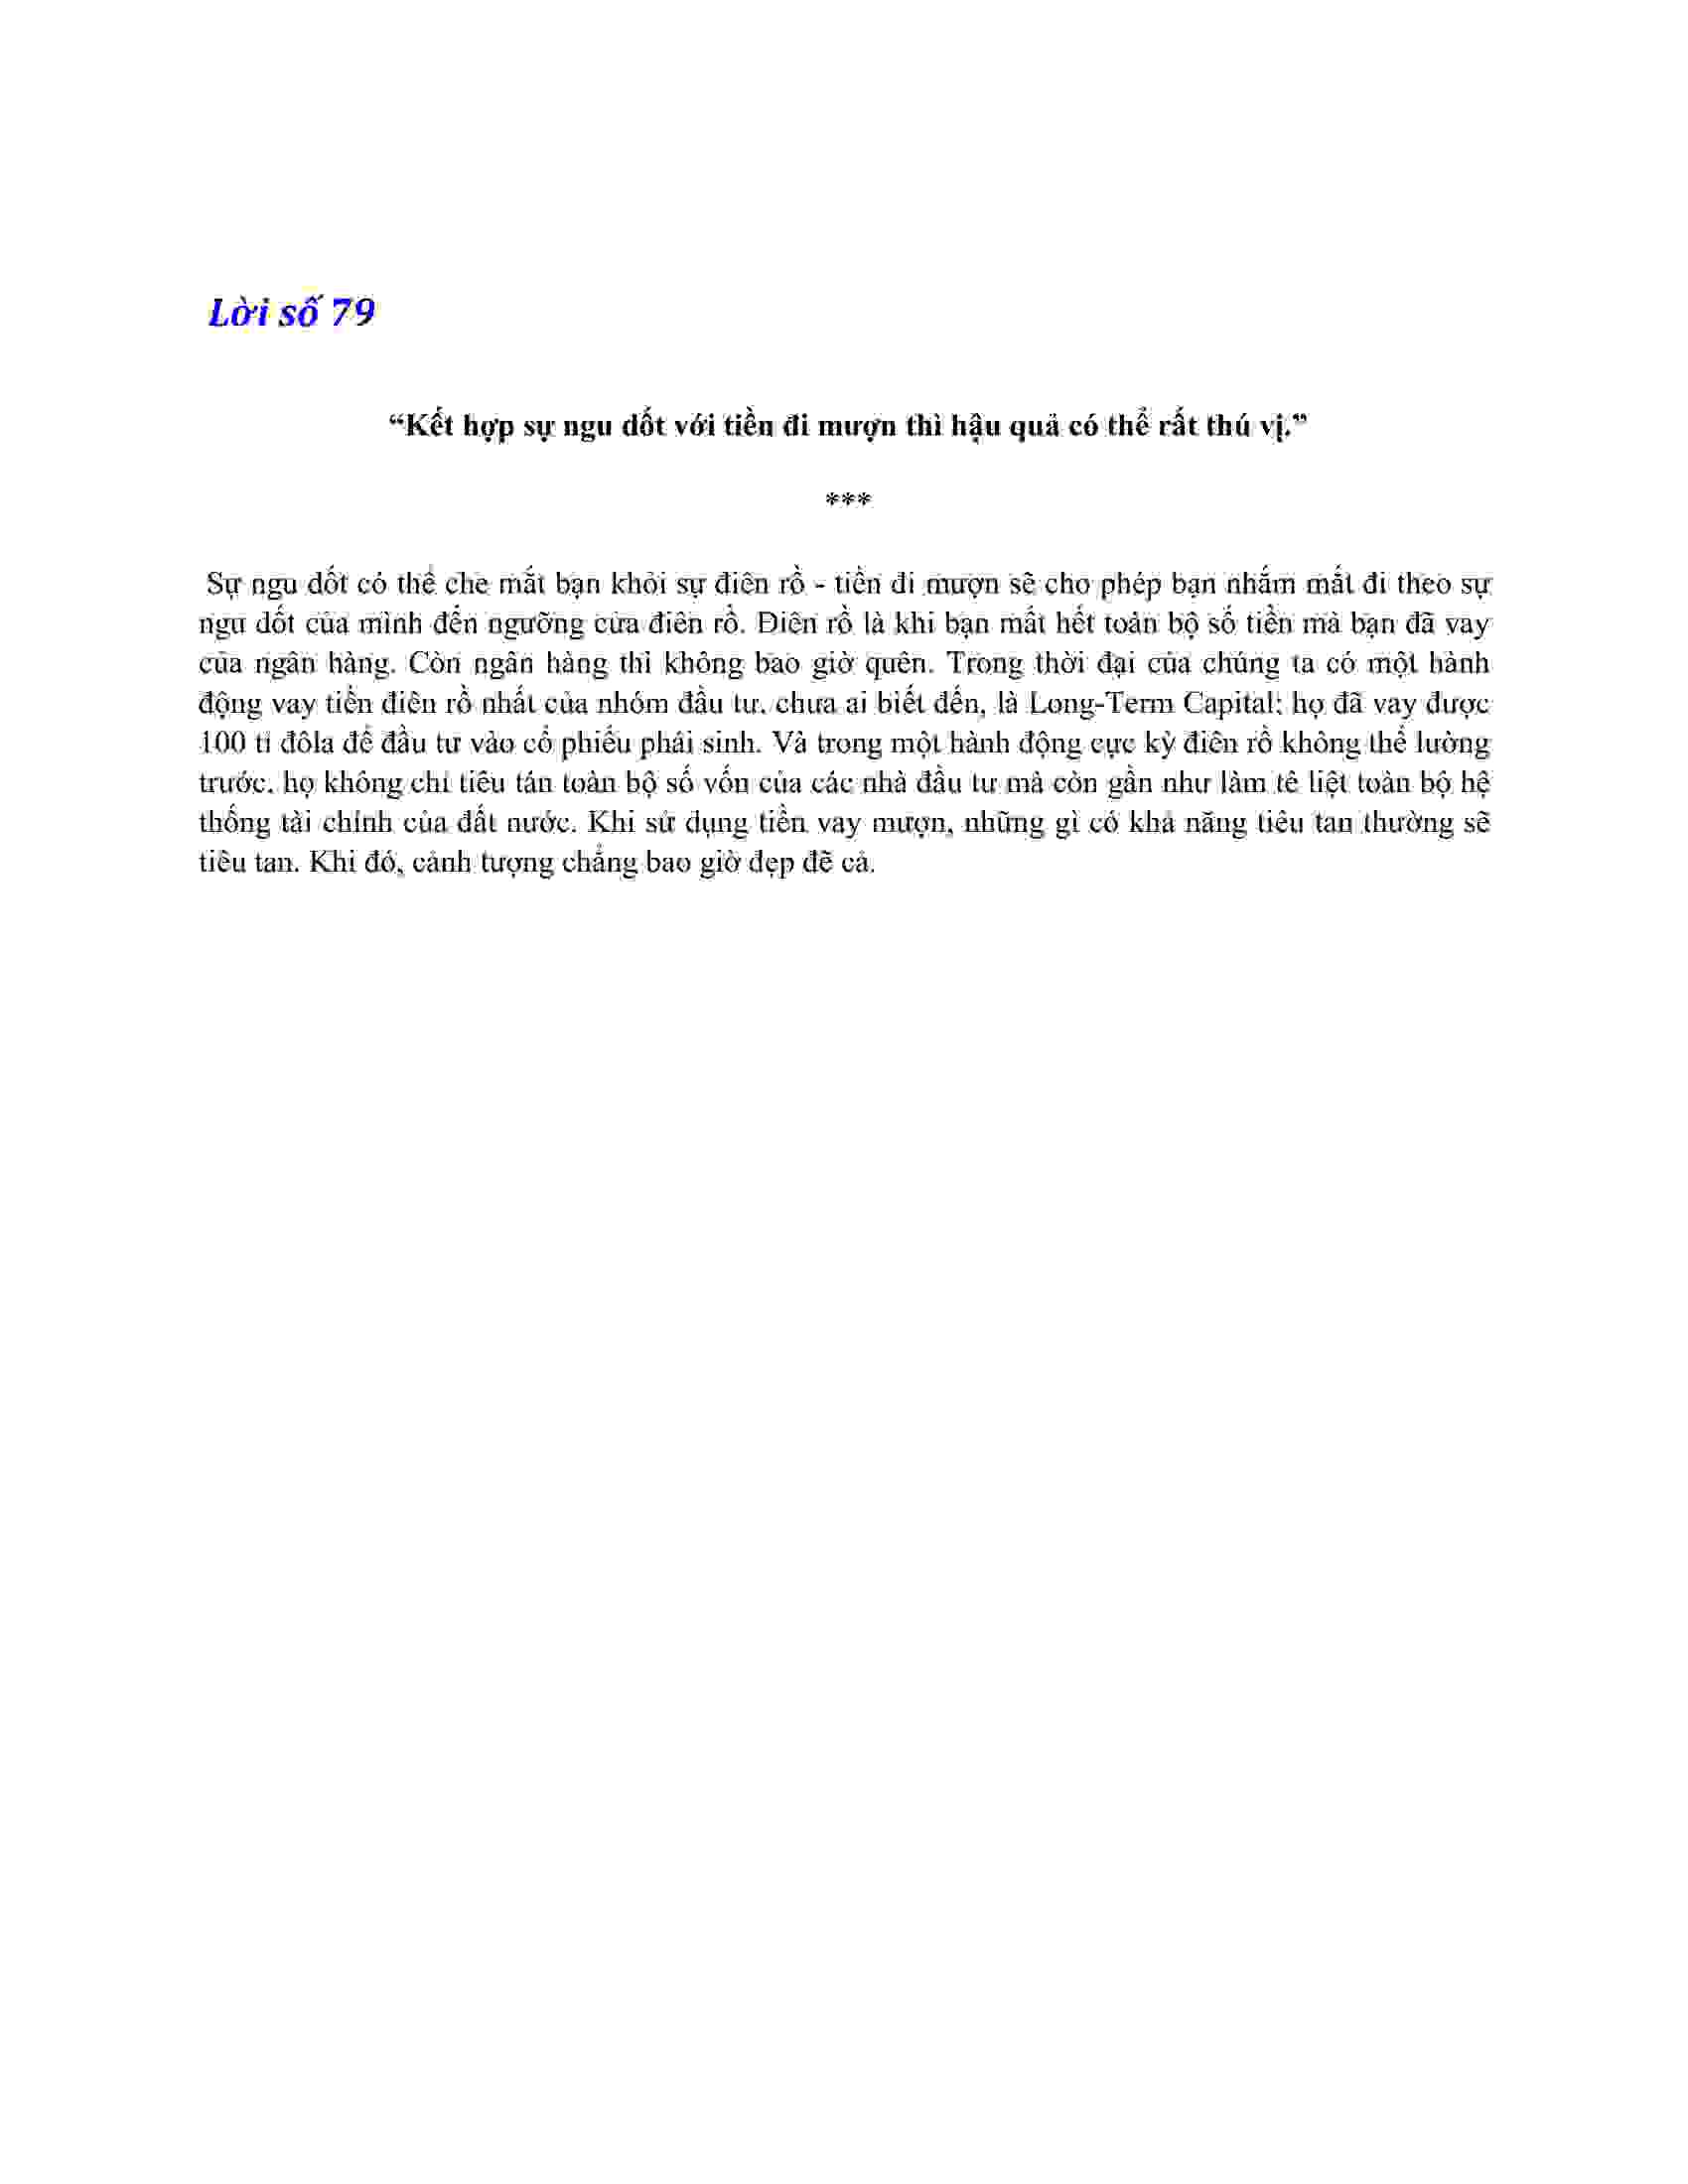 Lời số 79
“Kết hợp sự ngu dốt với tiền đi mượn thì hậu quả có thể rất thú vị.”
***
Sự ngu dốt có thể che mắt bạn khỏi sự điên rồ - tiền đi mượn sẽ cho phép bạn nhắm mắt đi theo sự
ngu dốt của mình đến ngưỡng cửa điên rồ. Điên rồ là khi bạn mất hết toàn bộ số tiền mà bạn đã vay
của ngân hàng. Còn ngân hàng thì không bao giờ quên. Trong thời đại của chúng ta có một hành
động vay tiền điên rồ nhất của nhóm đầu tư, chưa ai biết đến, là Long-Term Capital; họ đã vay được
100 tỉ đôla để đầu tư vào cổ phiếu phái sinh. Và trong một hành động cực kỳ điên rồ không thể lường
trước, họ không chỉ tiêu tán toàn bộ số vốn của các nhà đầu tư mà còn gần như làm tê liệt toàn bộ hệ
thống tài chính của đất nước. Khi sử dụng tiền vay mượn, những gì có khả năng tiêu tan thường sẽ
tiêu tan. Khi đó, cảnh tượng chẳng bao giờ đẹp đẽ cả.